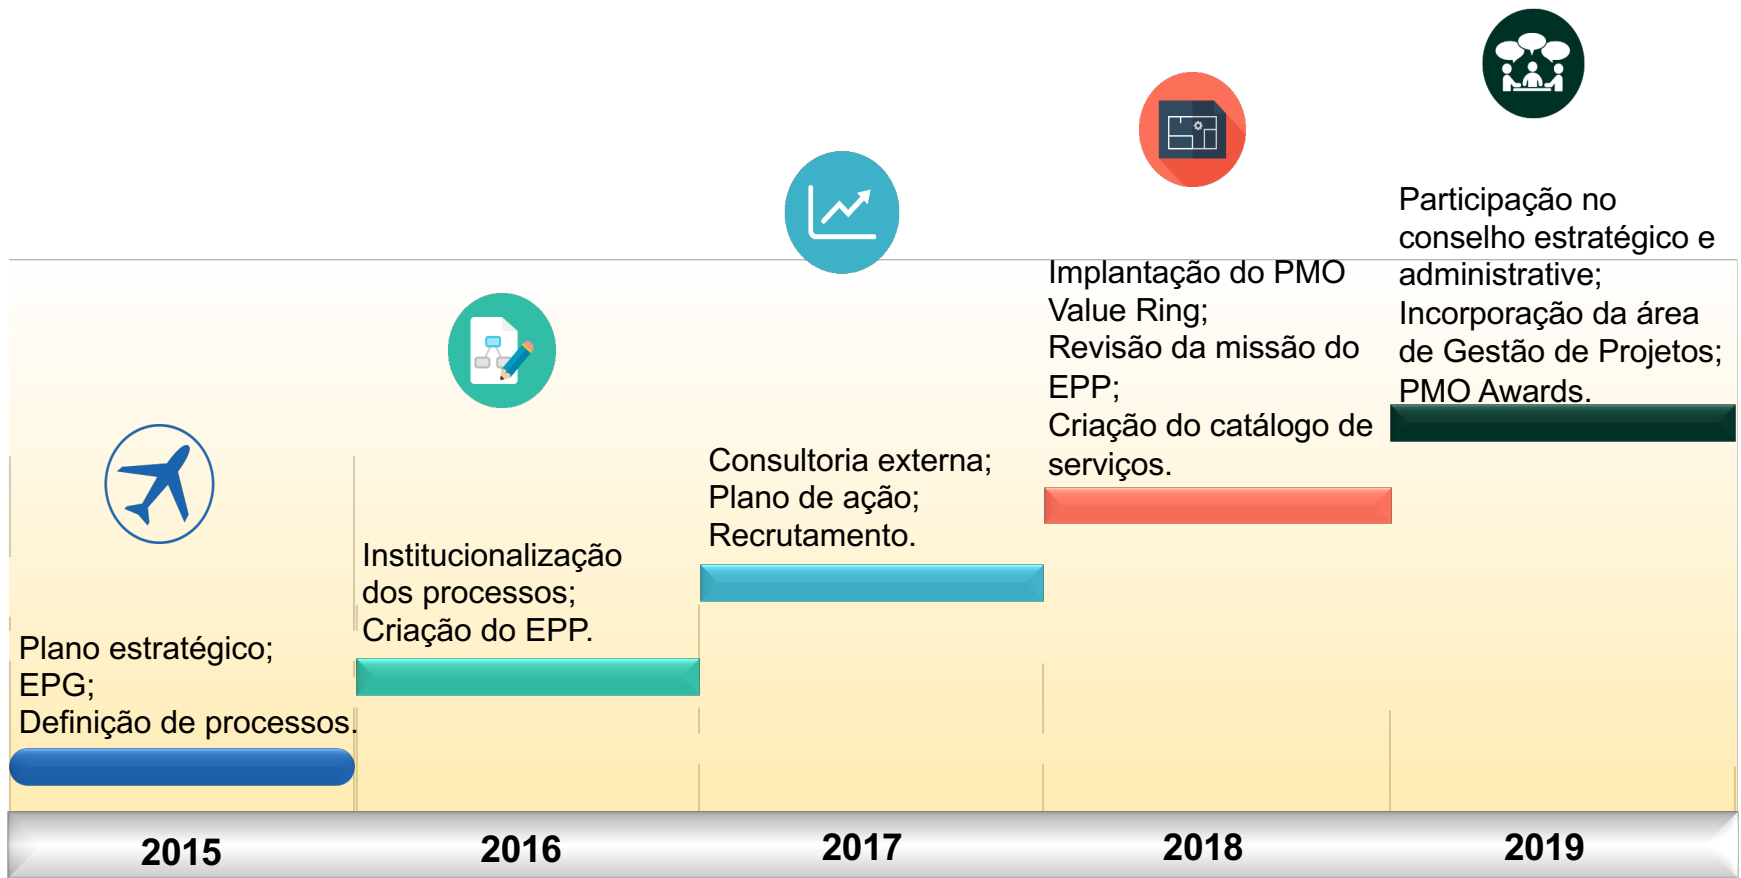 Plano estratégico;
EPG;
Definição de processos.
Institucionalização
dos processos;
Criação do EPP.
Consultoria externa;
Plano de ação;
Recrutamento.
Implantação do PMO
Value Ring;
Revisão da missão do
EPP;
Criação do catálogo de
serviços.
Participação no
conselho estratégico e
administrative;
Incorporação da área
de Gestão de Projetos;
PMO Awards.
2015
2016
2017
2018
2019